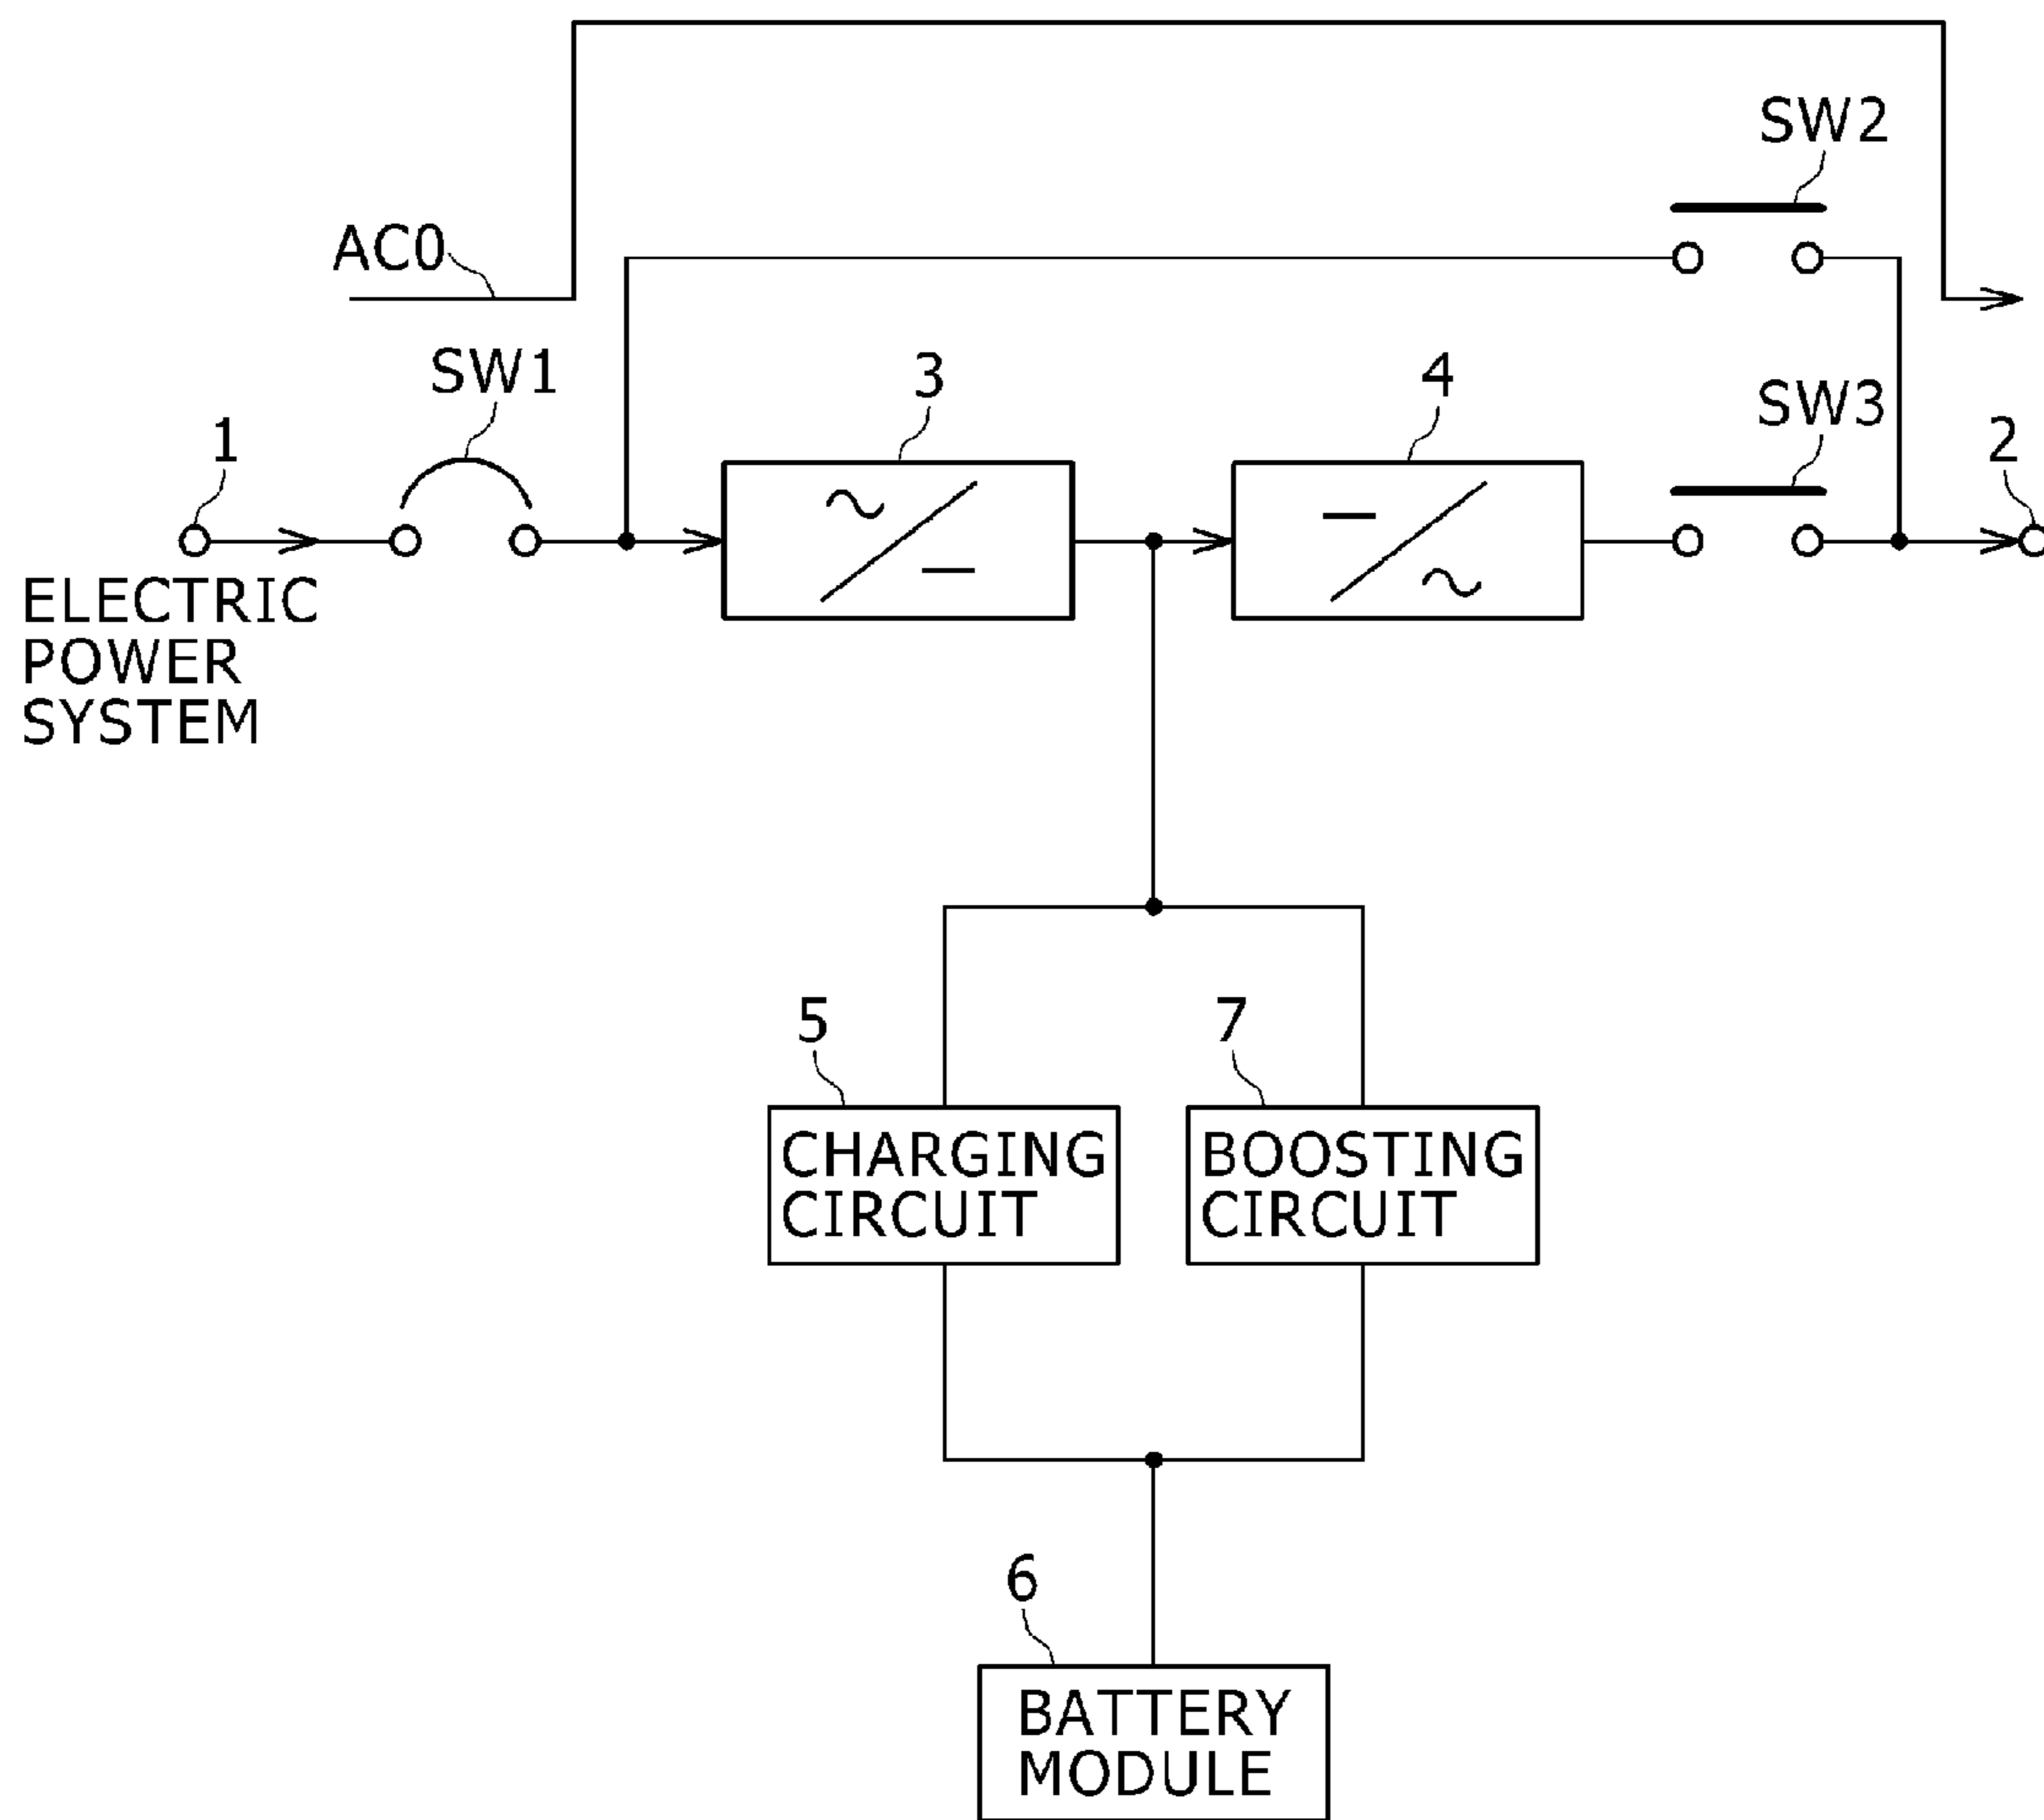 SW2
AC0
SW1
3
4
SW3
1
2
ELECTRIC
POWER
SYSTEM
5
7
CHARGING
CIRCUIT
BOOSTING
CIRCUIT
6
BATTERY
MODULE